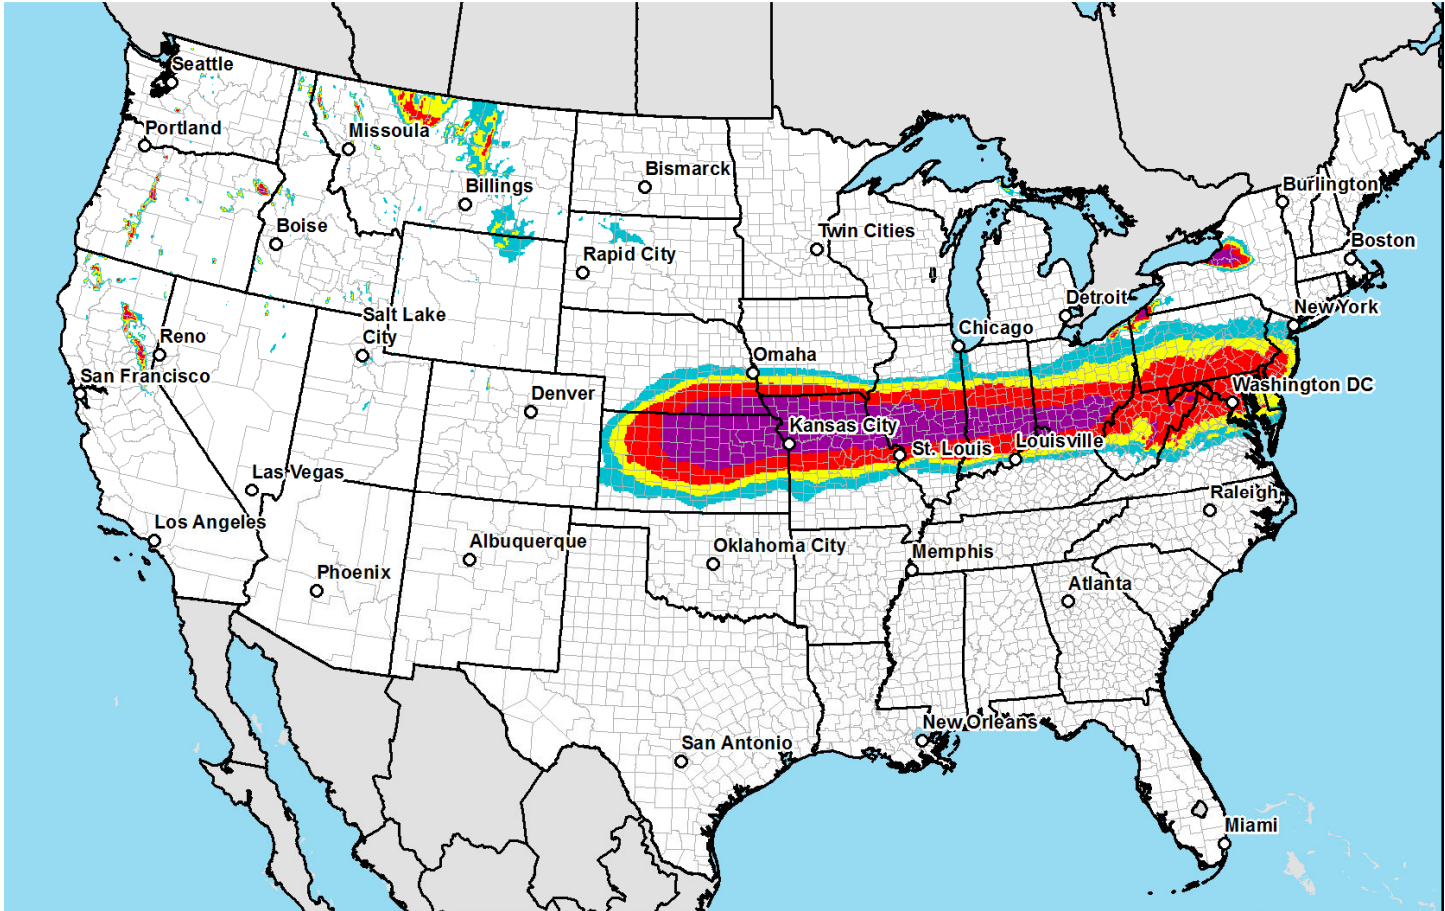 Seattle
Portland
Missoula
Bismarck
Billings
Burlington
Boise
Twin Cities
Boston
Rapid City
Detroit
New York
Salt Lake
City
Reno
Chicago
Omaha
San Francisco
Washington DC
Denver
Kansas City
St. Louis
Louisville
Las Vegas
Raleigh
Los Angeles
Albuquerque
Oklahoma City
Memphis
Phoenix
Atlanta
New Orleans
San Antonio
Miami